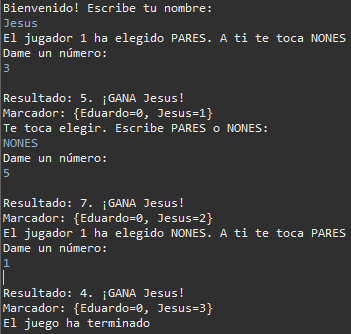 Bienvenido! Escribe tu nombre:
Jesus
El jugador 1 ha elegido PARES. A ti te toca NONES
Dame un número:
3
Resultado: 5. ¡GANA Jesus!
Marcador: {Eduardo=0, Jesus=1}
Te toca elegir. Escribe PARES o NONES:
NONES
Dame un número:
5
Resultado: 7. ¡GANA Jesus!
Marcador: {Eduardo=0, Jesus=2}
El jugador 1 ha elegido NONES. A ti te toca PARES
Dame un número:
1
Resultado: 4. ¡GANA Jesus!
Marcador: {Eduardo=0, Jesus=3}
El juego ha terminado